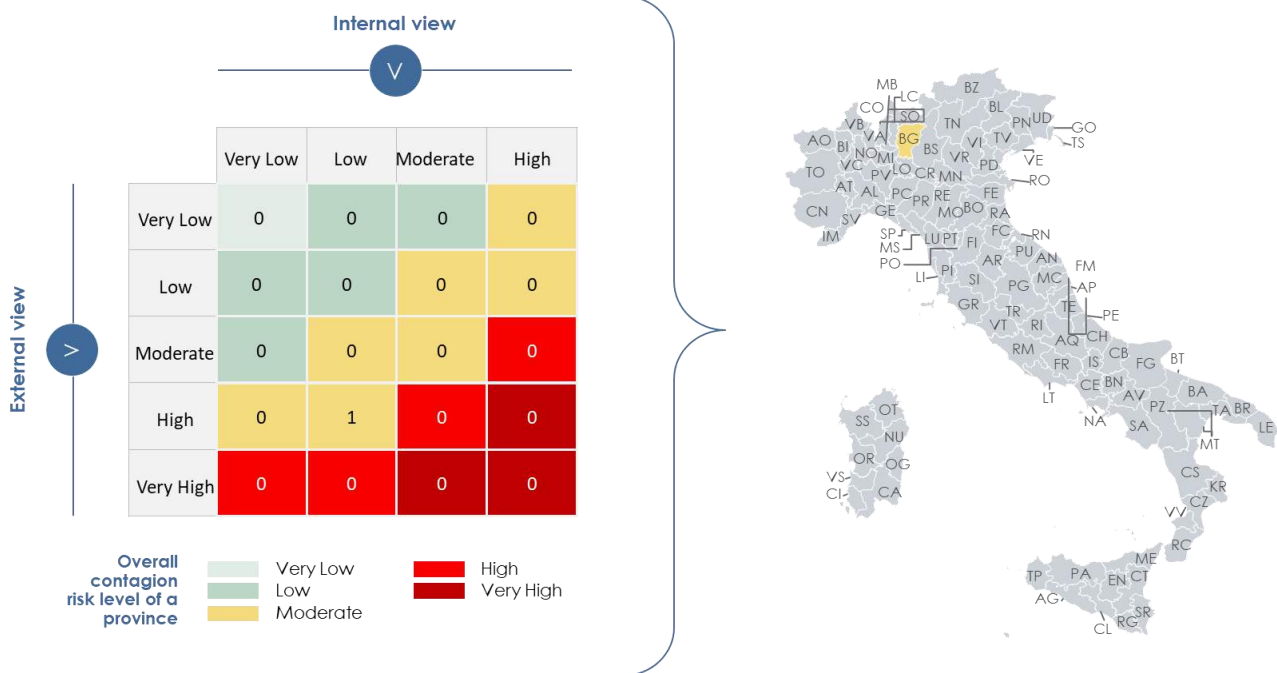 Internal view
V
Very Low Low Moderate High
Very Low 0 0 0 0
Low 0 0 0 0
Moderate 0 0 0 0
High 0 1 0 0
Very High 0 0 0 0
External view
>
Overall
contagion
risk level of a
province
Very Low
Low
Moderate
High
Very High
MB
LC
CO
SO
BZ
BL
VB
VA
BG
TN
PN
UD
GO
TS
AO
BI
NO
MI
BS
VI
TV
VE
VC
LO
VR
PD
TO
PV
CR
MN
RO
AT
AL
PC
RE
FE
CN
PR
SV
GE
MO
BO
RA
IM
SP
MS
LU
PT
FI
FC
RN
PO
PU
AN
AR
LI
PI
SI
PG
MC
FM
AP
GR
TE
PE
TR
VT
RI
AQ
CH
RM
FR
IS
CB
FG
BT
LT
CE
BN
BA
NA
AV
PZ
TA
BR
SA
MT
LE
OT
SS
NU
OR
OG
VS
CI
CA
CS
KR
CZ
VV
RC
ME
TP
PA
EN
CT
AG
SR
CL
RG